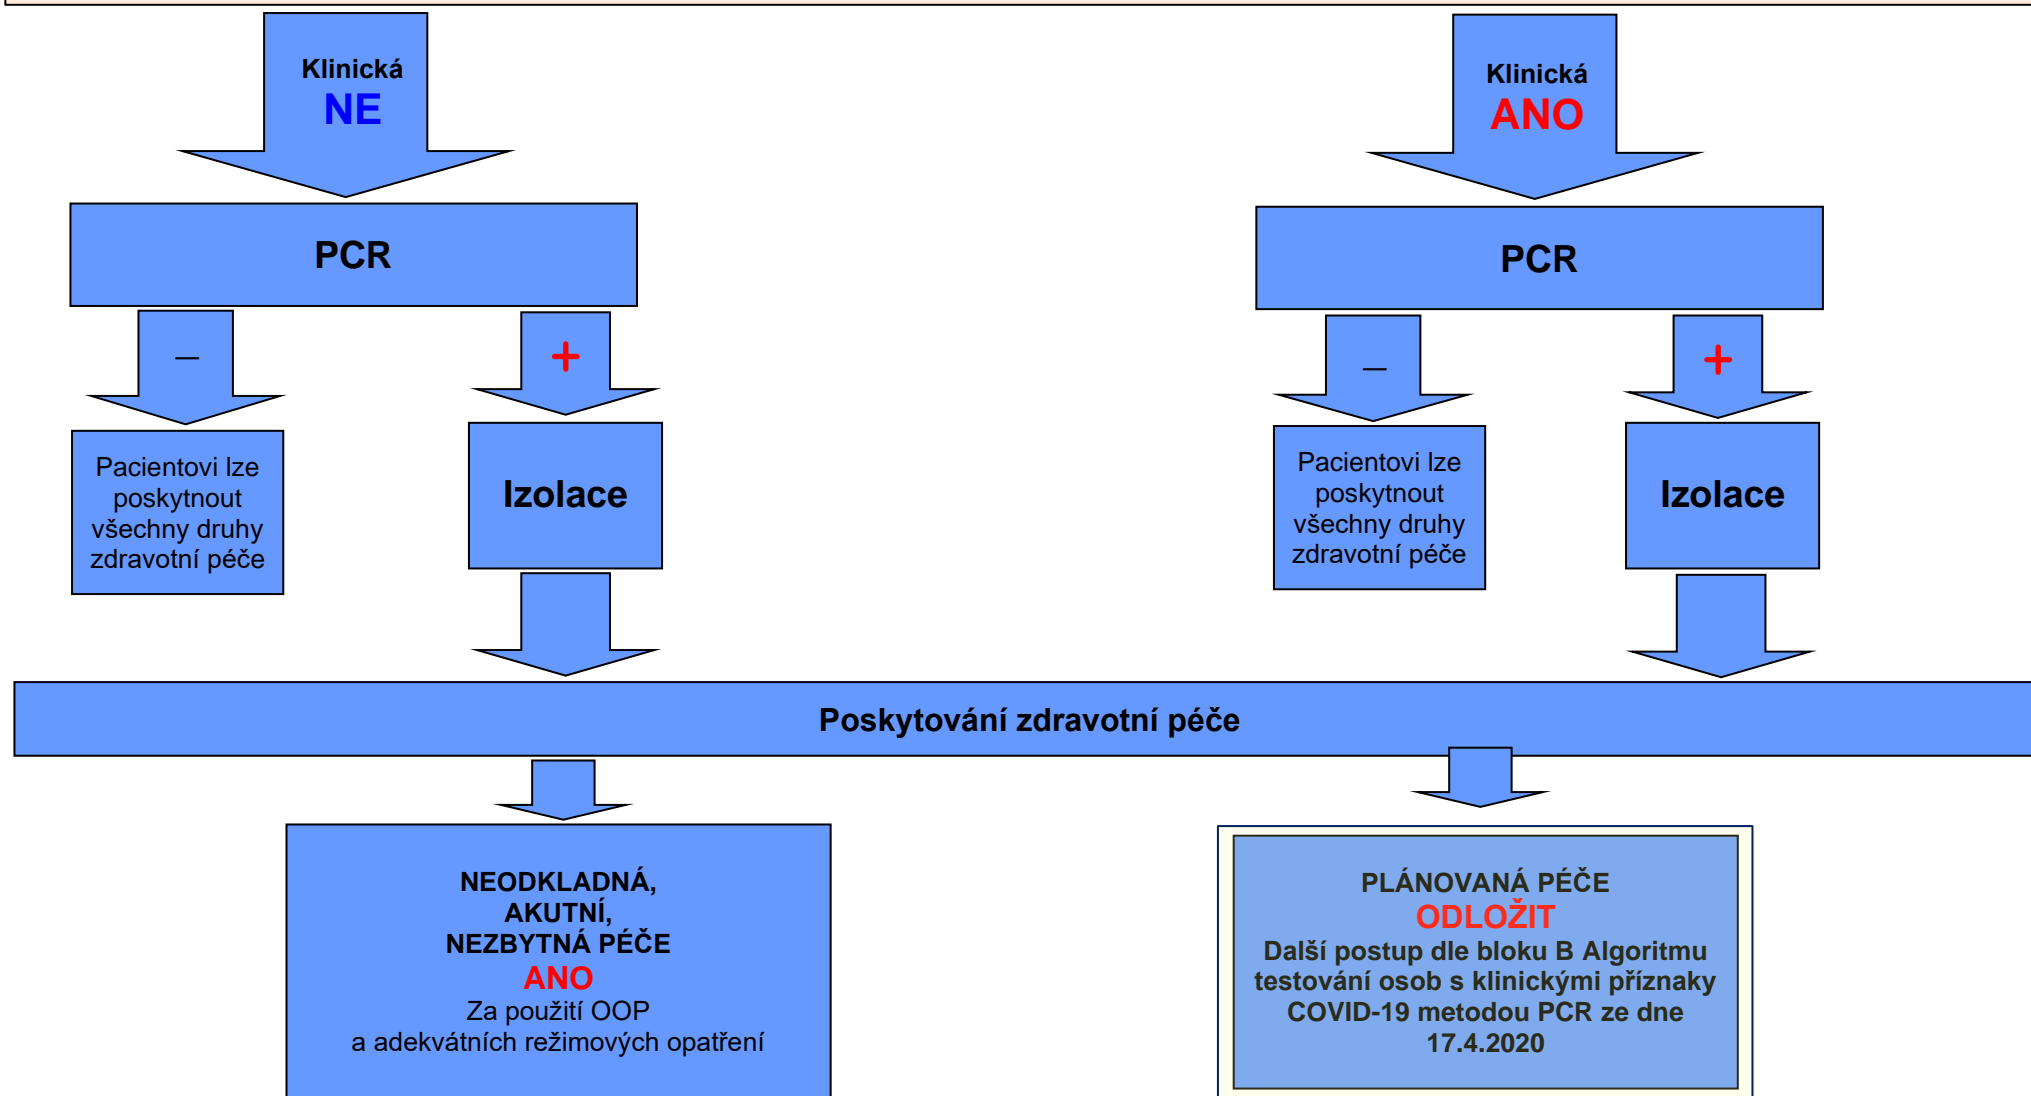 Klinická
NE
Klinická
ANO
PCR
PCR
–
+
–
+
Pacientovi lze
poskytnout
všechny druhy
zdravotní péče
Izolace
Pacientovi lze
poskytnout
všechny druhy
zdravotní péče
Izolace
Poskytování zdravotní péče
NEODKLADNÁ,
AKUTNÍ,
NEZBYTNÁ PÉČE
ANO
Za použití OOP
a adekvátních režimových opatření
PLÁNOVANÁ PÉČE
ODLOŽIT
Další postup dle bloku B Algoritmu
testování osob s klinickými příznaky
COVID-19 metodou PCR ze dne
17.4.2020